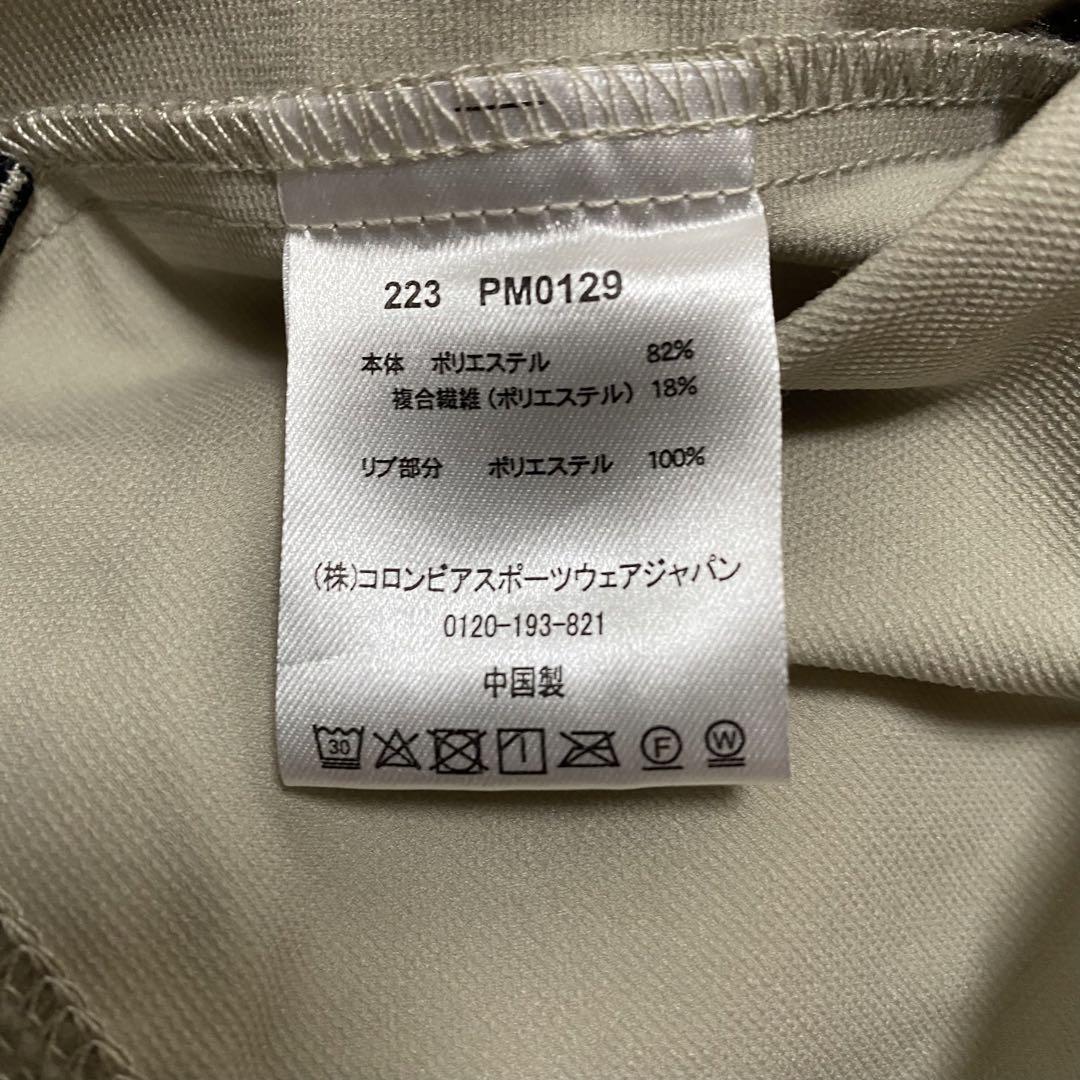 223 PM0129
本体 ポリエステル 82%
複合繊維(ポリエステル) 18%
リブ部分 ポリエステル 100%
(株)コロンビアスポーツウェアジャパン
0120-193-821
中国製
30 F W